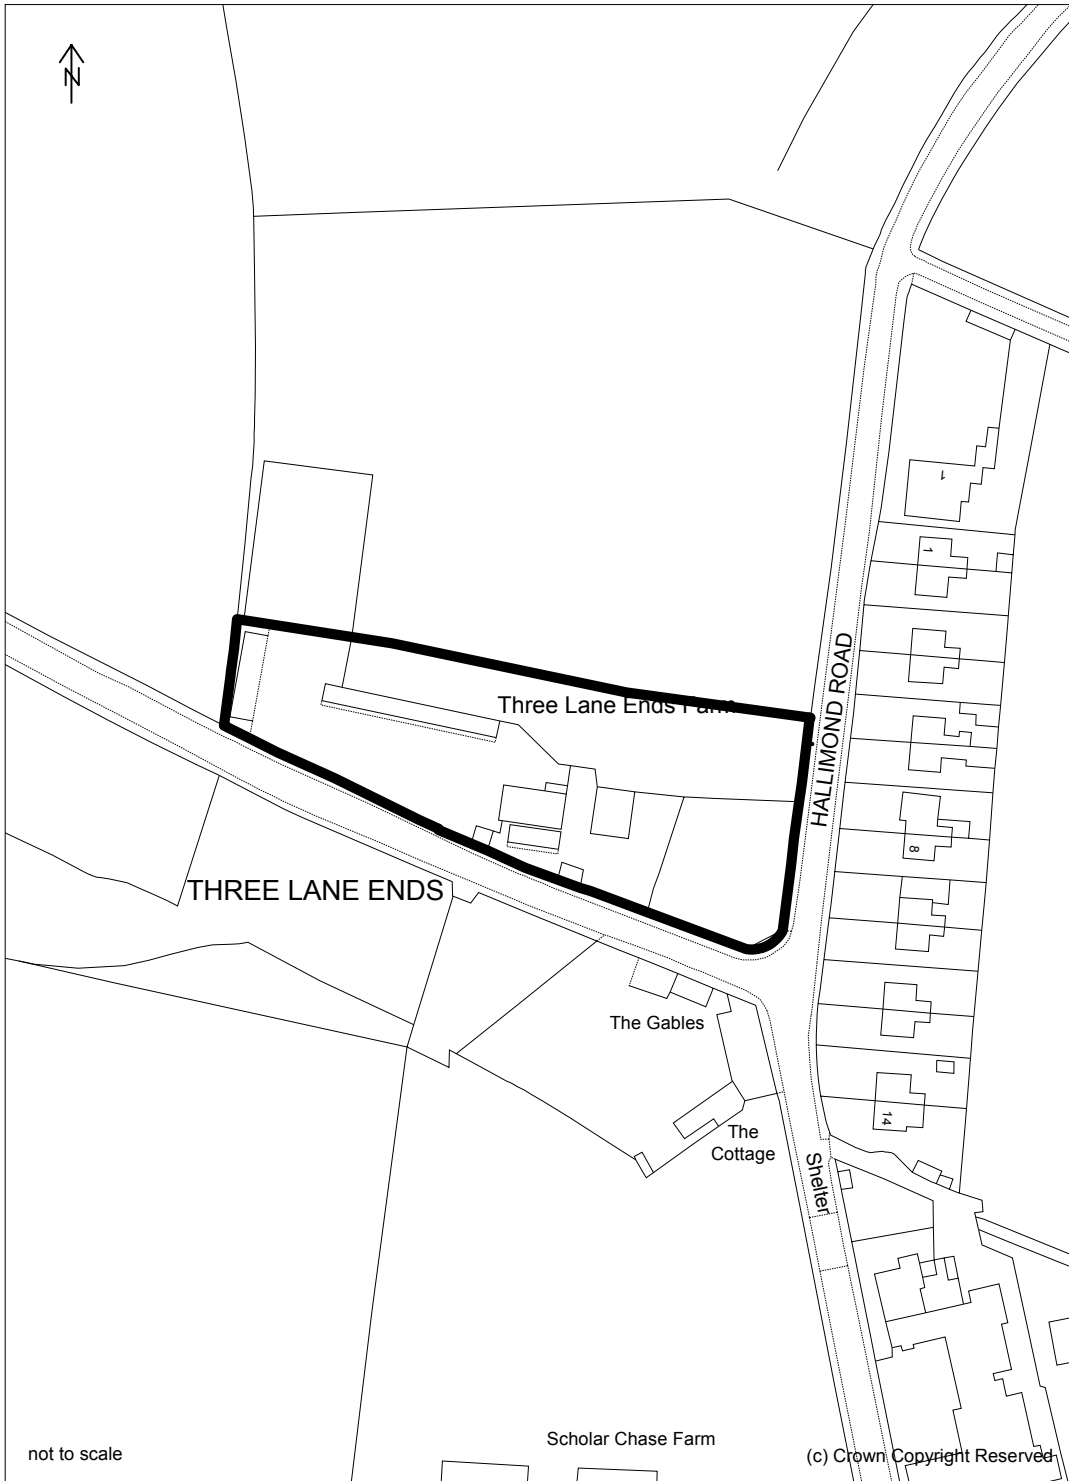 N
1
1
Three Lane Ends Farm
HALLIMOND ROAD
8
THREE LANE ENDS
The Gables
14
The
Cottage
Shelter
Scholar Chase Farm
not to scale
(c) Crown Copyright Reserved